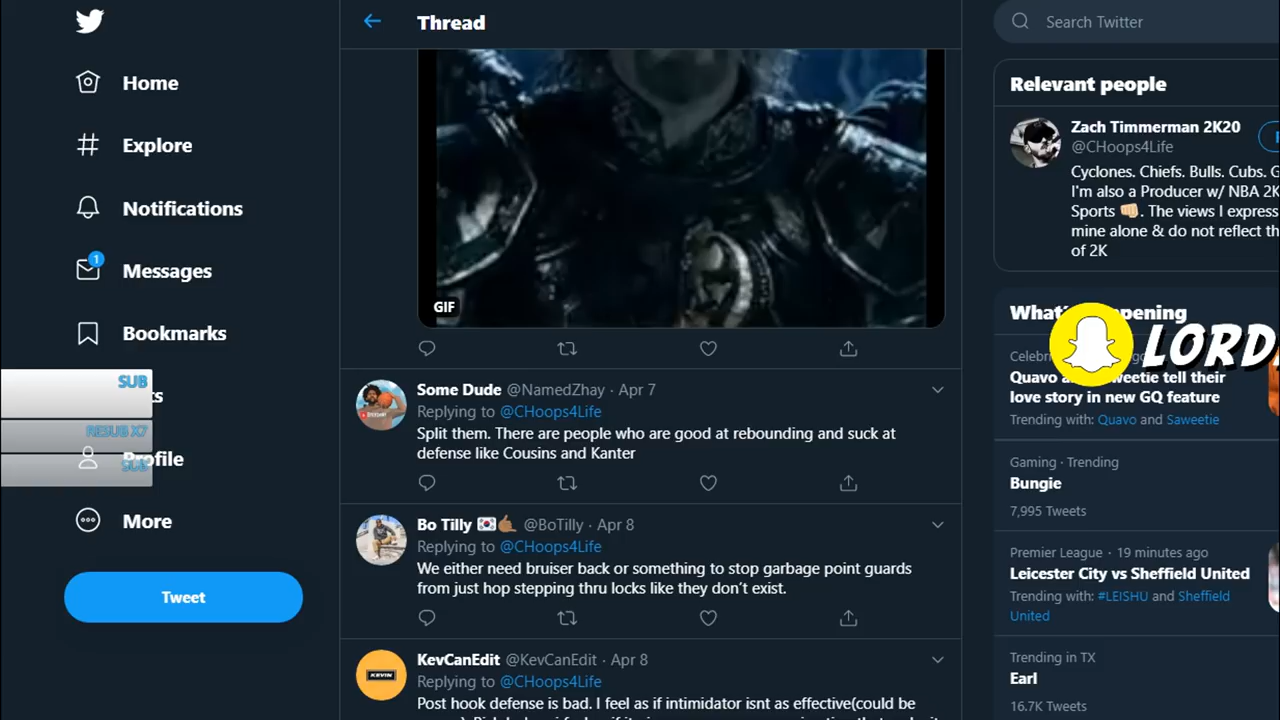 Home
Explore
Notifications
Messages
1
Bookmarks
SUB
ts
RESUB X7
SUB
Profile
More
Tweet
Thread
GIF
Some Dude @NamedZhay · Apr 7
Replying to @CHoops4Life
Split them. There are people who are good at rebounding and suck at
defense like Cousins and Kanter
Bo Tilly @BoTilly · Apr 8
Replying to @CHoops4Life
We either need bruiser back or something to stop garbage point guards
from just hop stepping thru locks like they don't exist.
KEVIN
KevCanEdit @KevCanEdit · Apr 8
Replying to @CHoops4Life
Post hook defense is bad. I feel as if intimidator isnt as effective(could be
Search Twitter
Relevant people
Zach Timmerman 2K20
@CHoops4Life
Cyclones. Chiefs. Bulls. Cubs. G
I'm also a Producer w/ NBA 2K
Sports 👊🏼. The views I express
mine alone & do not reflect th
of 2K
What's happening
LORD
Celebr
Quavo a weetie tell their
love story in new GQ feature
Trending with: Quavo and Saweetie
Gaming · Trending
Bungie
7,995 Tweets
Premier League · 19 minutes ago
Leicester City vs Sheffield United
Trending with: #LEISHU and Sheffield
United
Trending in TX
Earl
16.7K Tweets